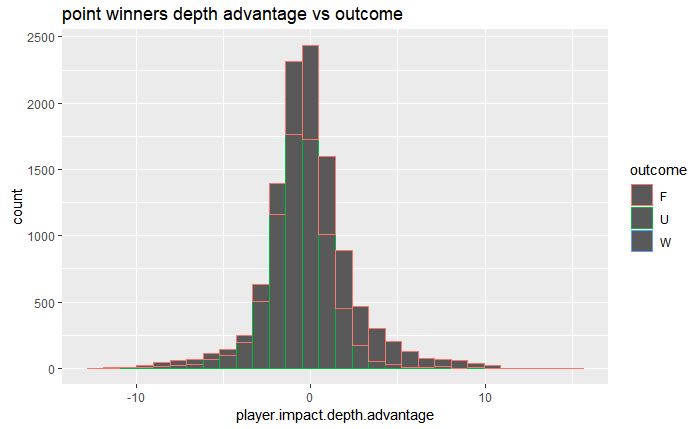 point winners depth advantage vs outcome
2500
2000
1500
1000
500
0
count
-10
0
10
player.impact.depth.advantage
outcome
F
U
W